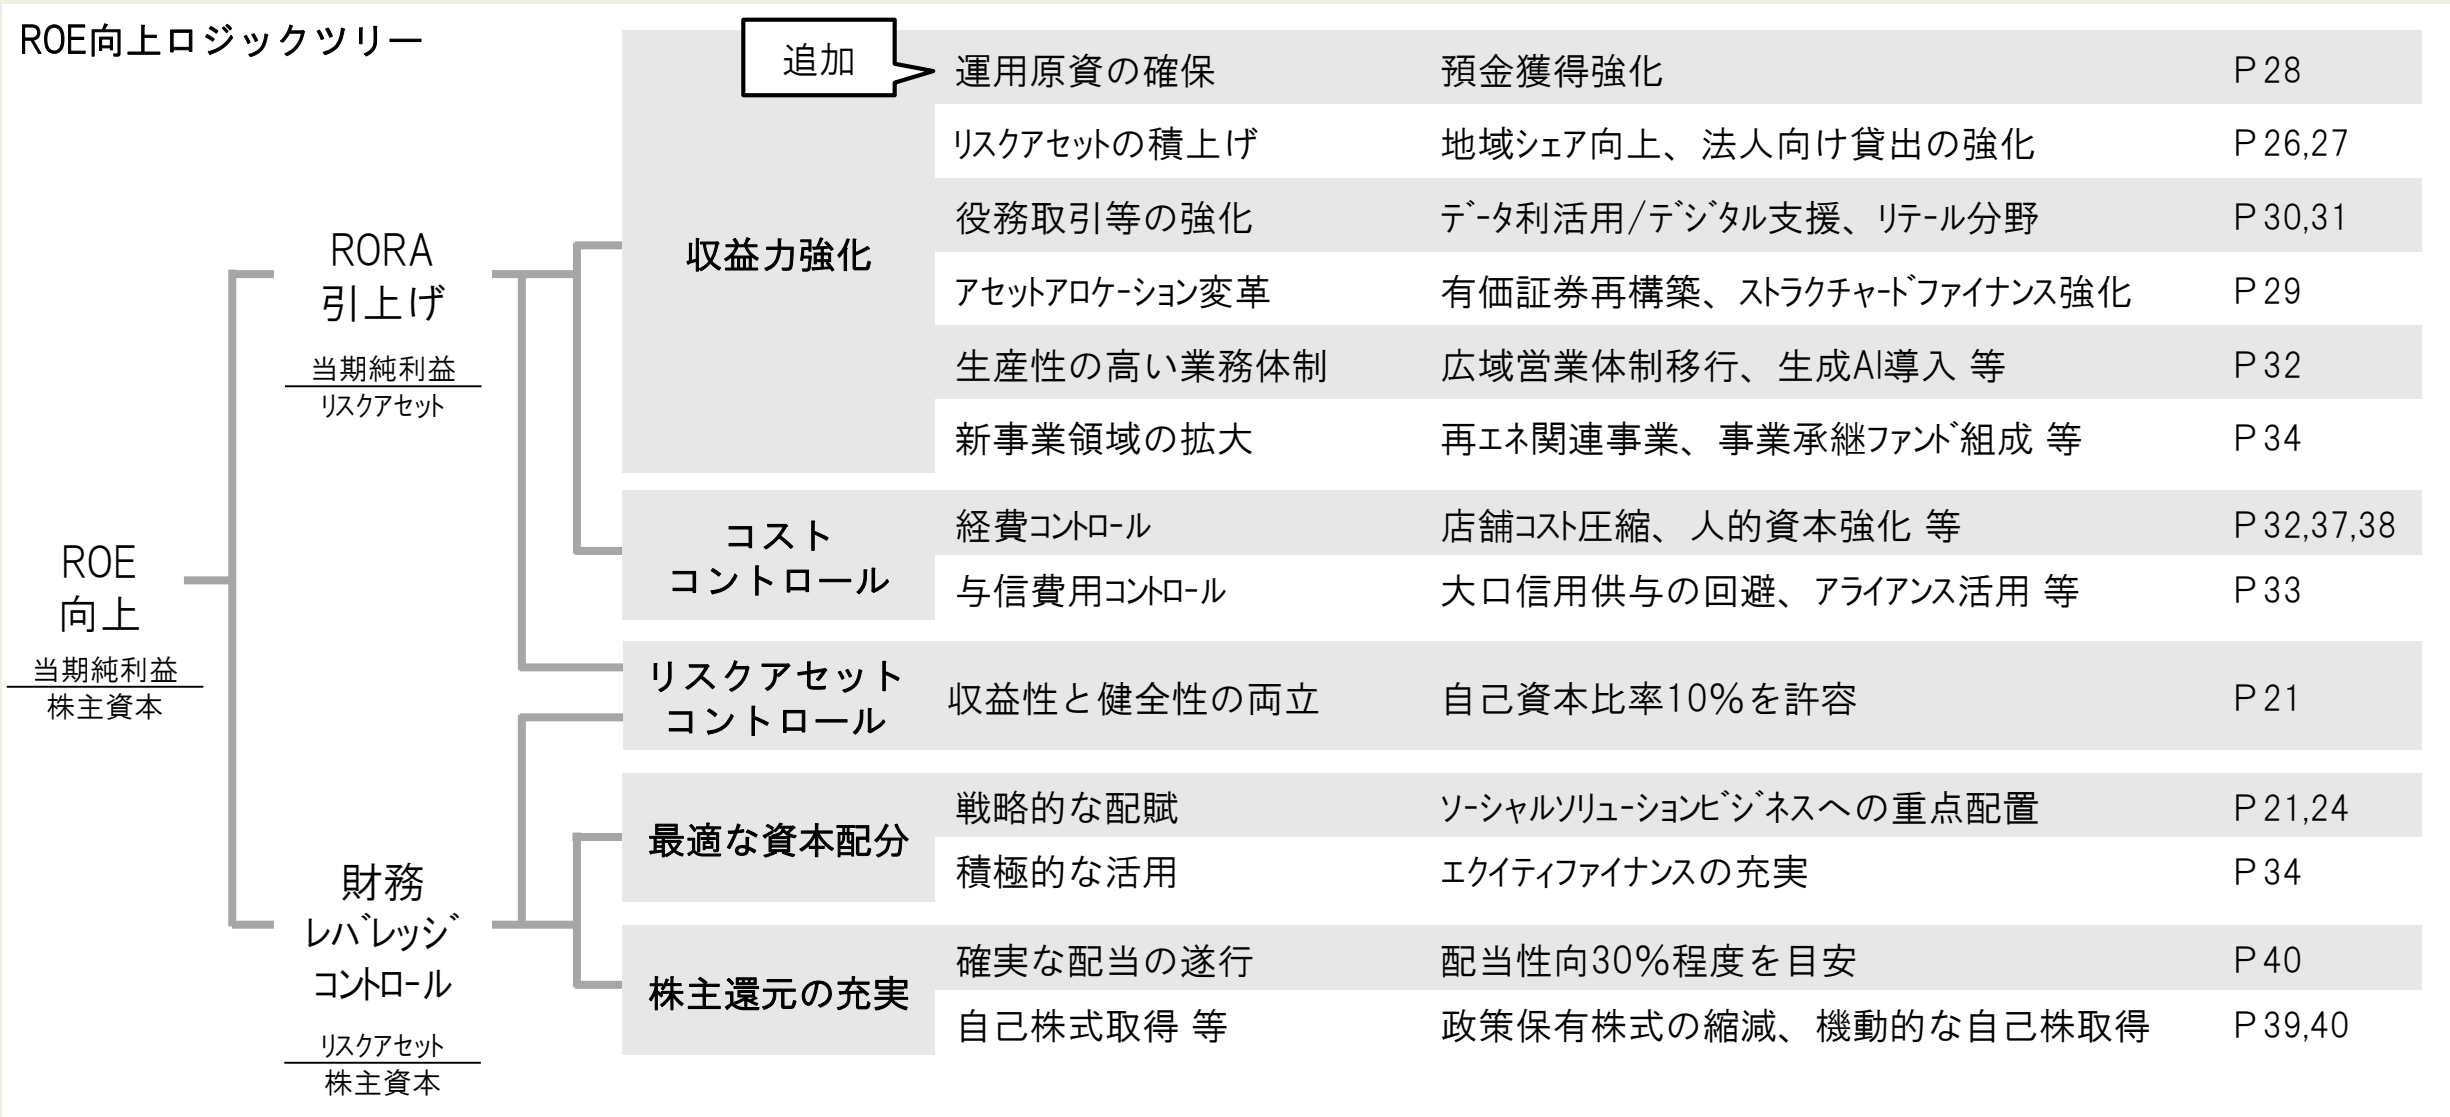 ROE向上ロジックツリー
追加
ROE
向上
当期純利益
株主資本
RORA
引上げ
当期純利益
リスクアセット
財務
レバレッジ
コントロール
リスクアセット
株主資本
収益力強化
運用原資の確保 預金獲得強化 P28
リスクアセットの積上げ 地域シェア向上、法人向け貸出の強化 P26,27
役務取引等の強化 データ利活用/デジタル支援、リテール分野 P30,31
アセットアロケーション変革 有価証券再構築、ストラクチャードファイナンス強化 P29
生産性の高い業務体制 広域営業体制移行、生成AI導入 等 P32
新事業領域の拡大 再エネ関連事業、事業承継ファンド組成 等 P34
コスト
コントロール
経費コントロール 店舗コスト圧縮、人的資本強化 等 P32,37,38
与信費用コントロール 大口信用供与の回避、アライアンス活用 等 P33
リスクアセット
コントロール
収益性と健全性の両立 自己資本比率10%を許容 P21
最適な資本配分
戦略的な配賦 ソーシャルソリューションビジネスへの重点配置 P21,24
積極的な活用 エクイティファイナンスの充実 P34
株主還元の充実
確実な配当の遂行 配当性向30%程度を目安 P40
自己株式取得 等 政策保有株式の縮減、機動的な自己株取得 P39,40